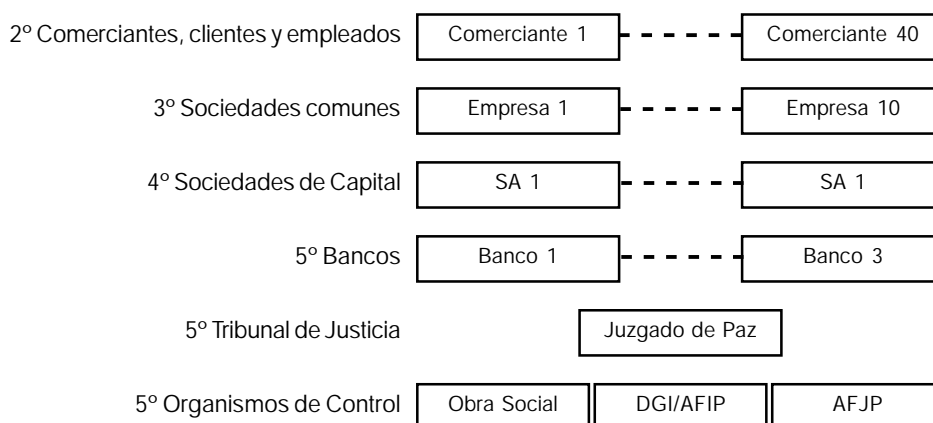 2º Comerciantes, clientes y empleados Comerciante 1 Comerciante 40
3º Sociedades comunes Empresa 1 Empresa 10
4º Sociedades de Capital SA 1 SA 1
5º Bancos Banco 1 Banco 3
5º Tribunal de Justicia Juzgado de Paz
5º Organismos de Control Obra Social DGI/AFIP AFJP